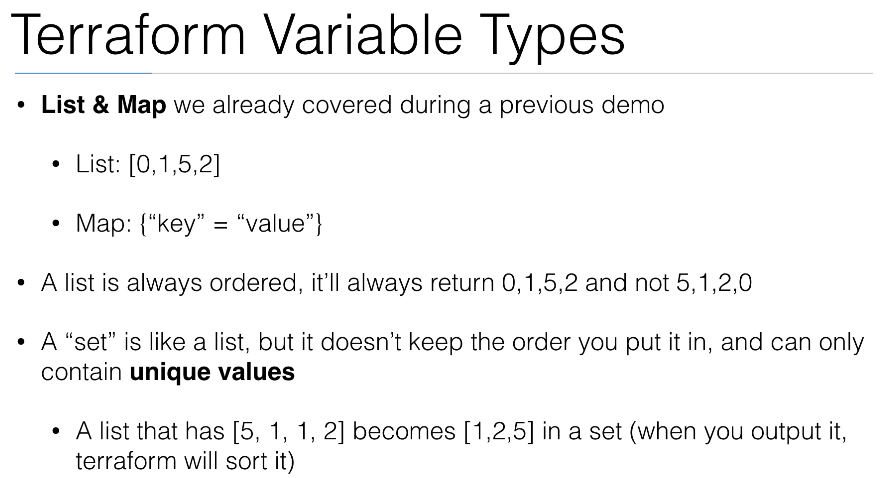 Terraform Variable Types
• List & Map we already covered during a previous demo
• List: [0,1,5,2]
• Map: {“key” = “value”}
• A list is always ordered, it’ll always return 0,1,5,2 and not 5,1,2,0
• A “set” is like a list, but it doesn’t keep the order you put it in, and can only
contain unique values
• A list that has [5, 1, 1, 2] becomes [1,2,5] in a set (when you output it,
terraform will sort it)